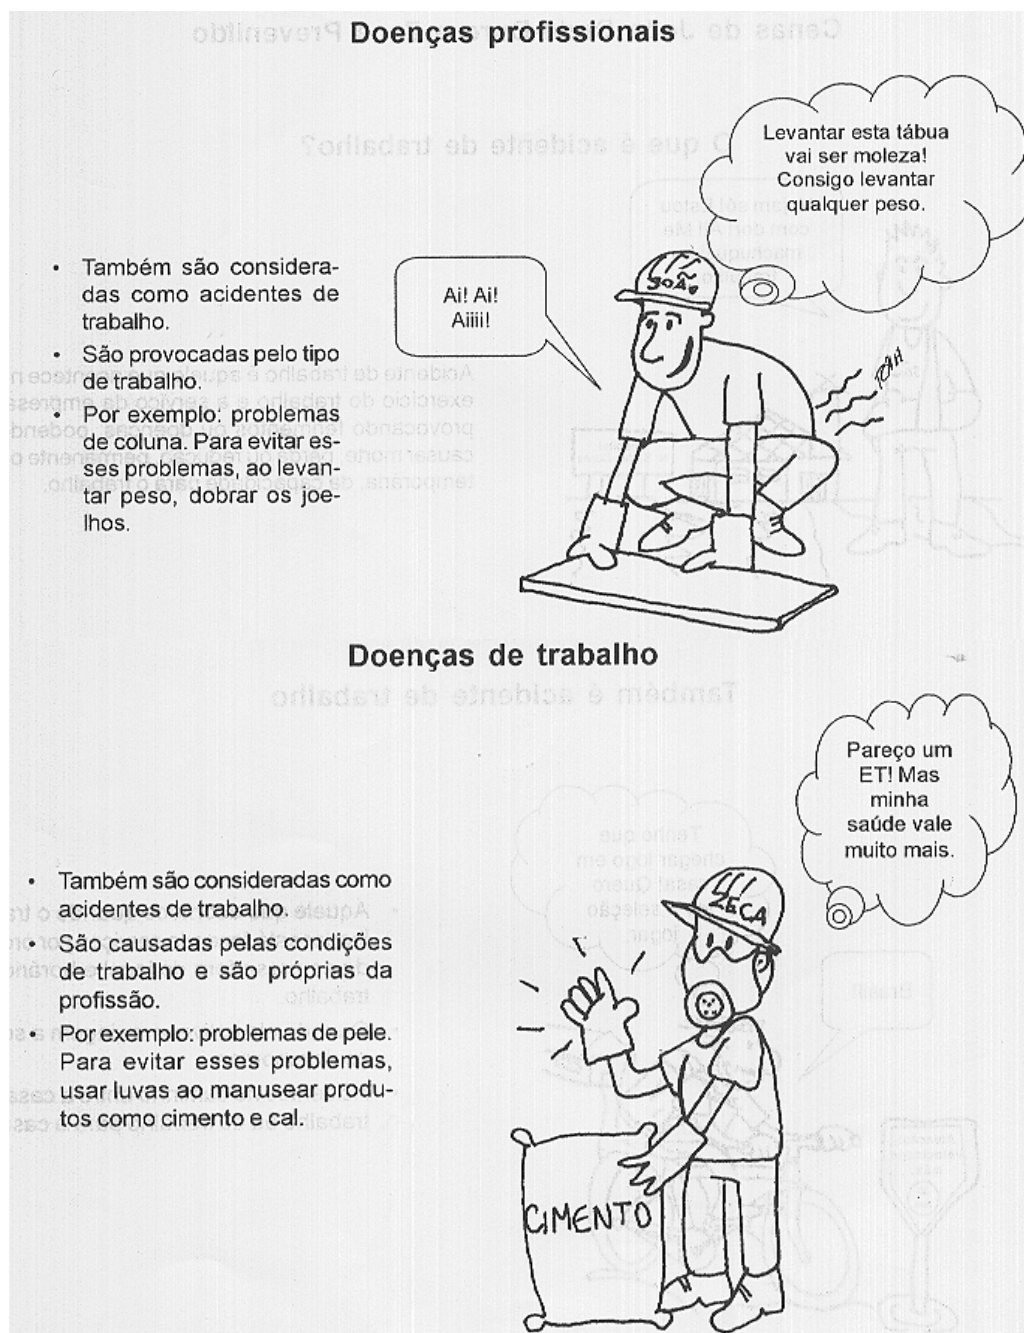 Doenças profissionais
Levantar esta tábua
vai ser moleza!
Consigo levantar
qualquer peso.
• Também são considera-
das como acidentes de
trabalho.
• São provocadas pelo tipo
de trabalho.
• Por exemplo: problemas
de coluna. Para evitar es-
ses problemas, ao levan-
tar peso, dobrar os joe-
lhos.
Ai! Ai!
Aiiii!
JOÃO
Doenças de trabalho
Pareço um
ET! Mas
minha
saúde vale
muito mais.
• Também são consideradas como
acidentes de trabalho.
• São causadas pelas condições
de trabalho e são próprias da
profissão.
• Por exemplo: problemas de pele.
Para evitar esses problemas,
usar luvas ao manusear produ-
tos como cimento e cal.
ZECA
CIMENTO